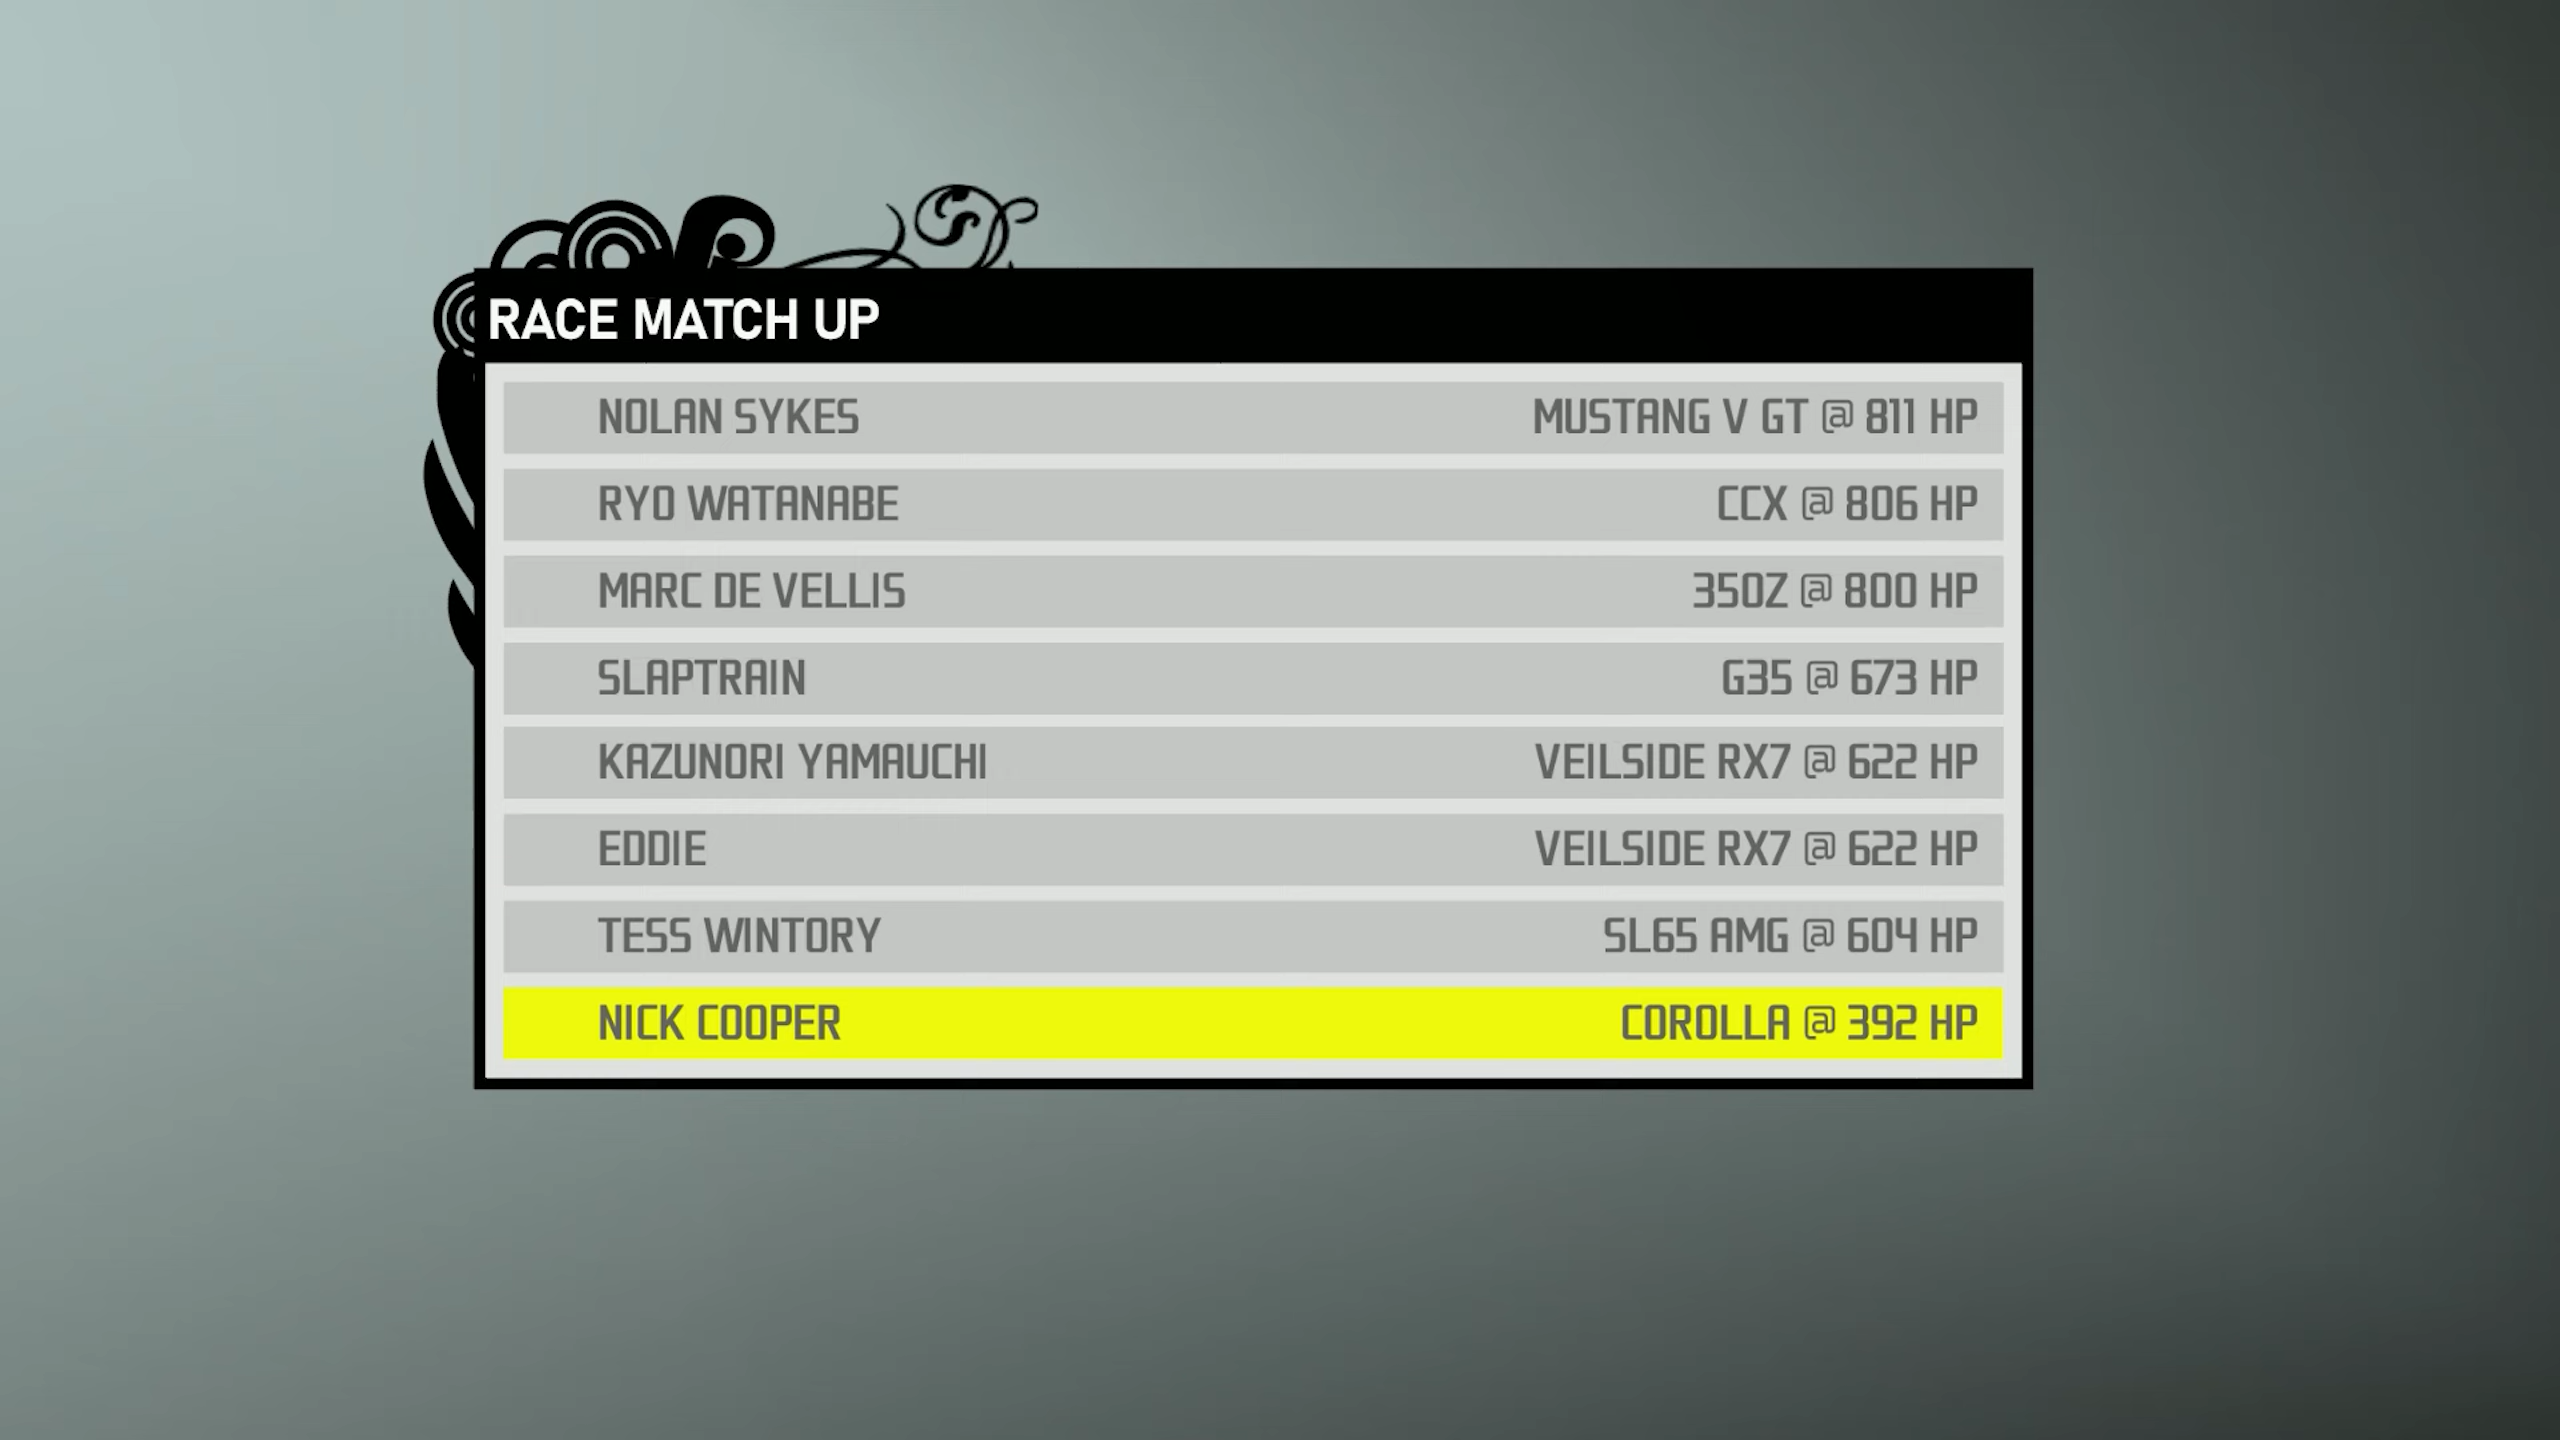 RACE MATCH UP
NOLAN SYKES MUSTANG V GT @ 811 HP
RYO WATANABE CCX @ 806 HP
MARC DE VELLIS 350Z @ 800 HP
SLAPTRAIN G35 @ 673 HP
KAZUNORI YAMAUCHI VEILSIDE RX7 @ 622 HP
EDDIE VEILSIDE RX7 @ 622 HP
TESS WINTORY SL65 AMG @ 604 HP
NICK COOPER COROLLA @ 392 HP